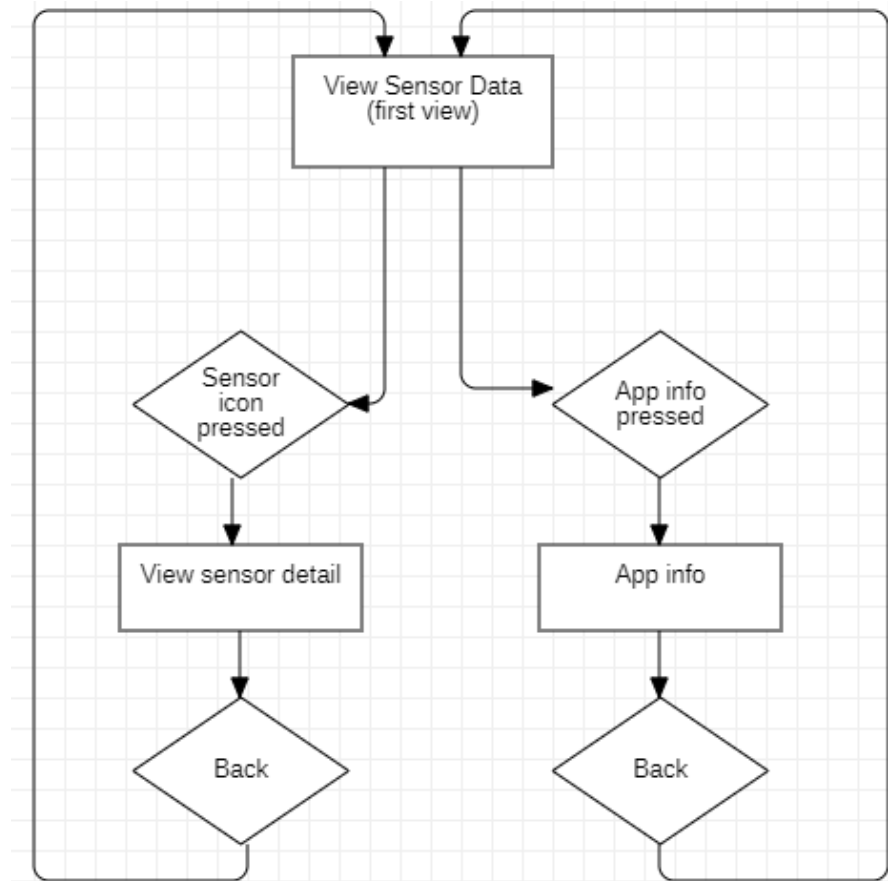 View Sensor Data
(first view)
Sensor
icon
pressed
App info
pressed
View sensor detail
App info
Back
Back